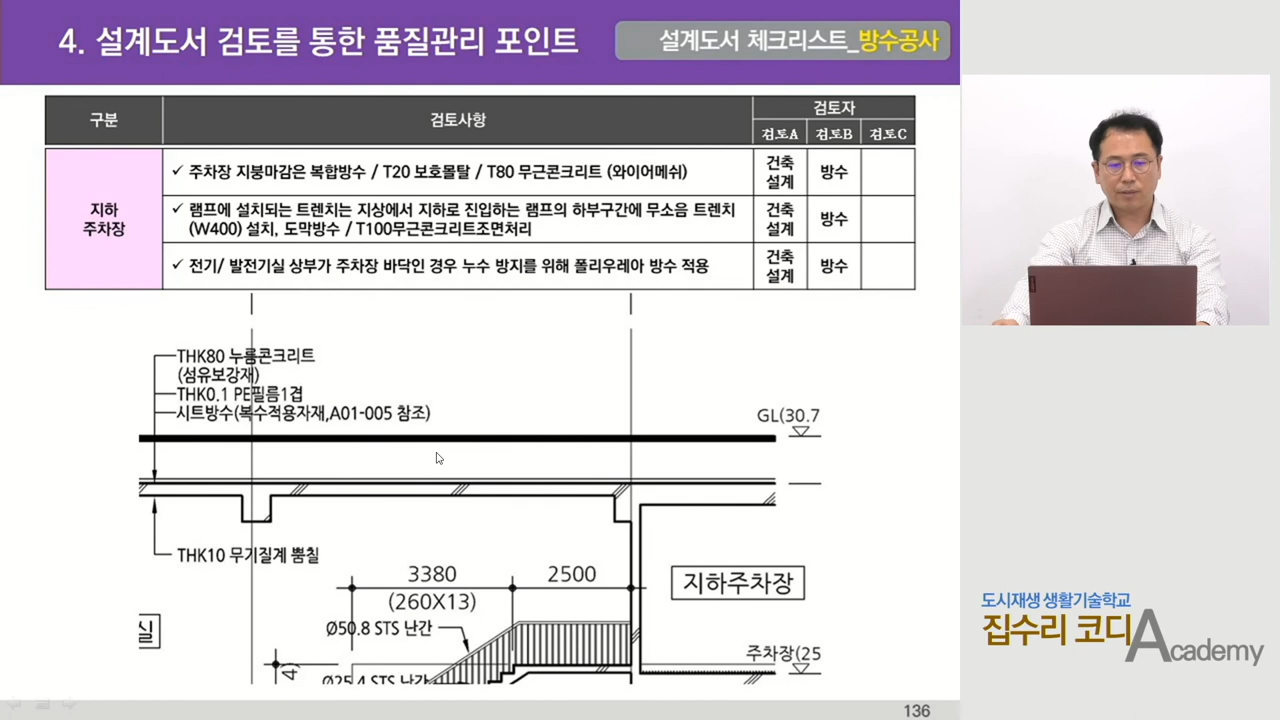 4. 설계도서 검토를 통한 품질관리 포인트
설계도서 체크리스트_방수공사
구분
검토사항
검토자
검토A
검토B
검토C
지하
주차장
✓ 주차장 지붕마감은 복합방수 / T20 보호몰탈 / T80 무근콘크리트 (와이어메쉬)
건축
설계
방수
✓ 램프에 설치되는 트렌치는 지상에서 지하로 진입하는 램프의 하부구간에 무소음 트렌치
(W400) 설치, 도막방수 / T100무근콘크리트조면처리
건축
설계
방수
✓ 전기/ 발전기실 상부가 주차장 바닥인 경우 누수 방지를 위해 폴리우레아 방수 적용
건축
설계
방수
THK80 누름콘크리트
(섬유보강재)
THK0.1 PE필름1겹
시트방수(복수적용자재,A01-005 참조)
GL(30.7
THK10 무기질계 뿜칠
3380
2500
(260X13)
지하주차장
Ø50.8 STS 난간
실
주차장(25
4)
Ø25.4 STS 난간
도시재생 생활기술학교
집수리 코디
Academy
136